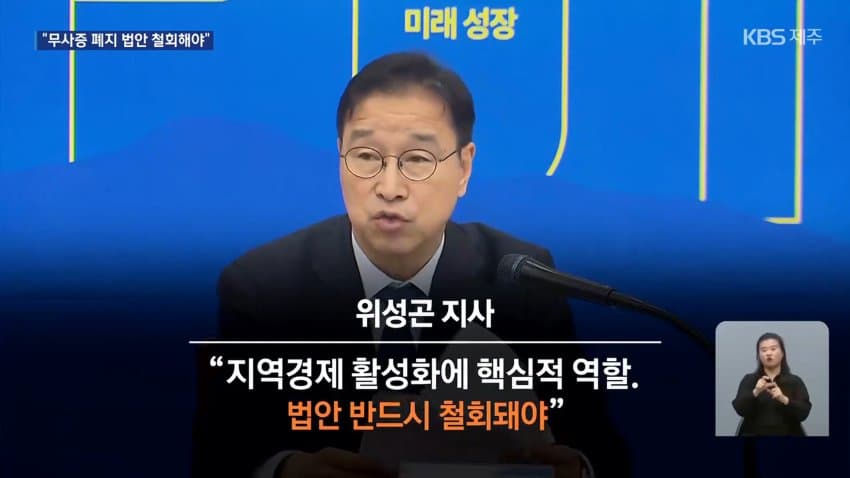 "무사증 폐지 법안 철회해야"
미래 성장
KBS 제주
위성곤 지사
“지역경제 활성화에 핵심적 역할.
법안 반드시 철회돼야”